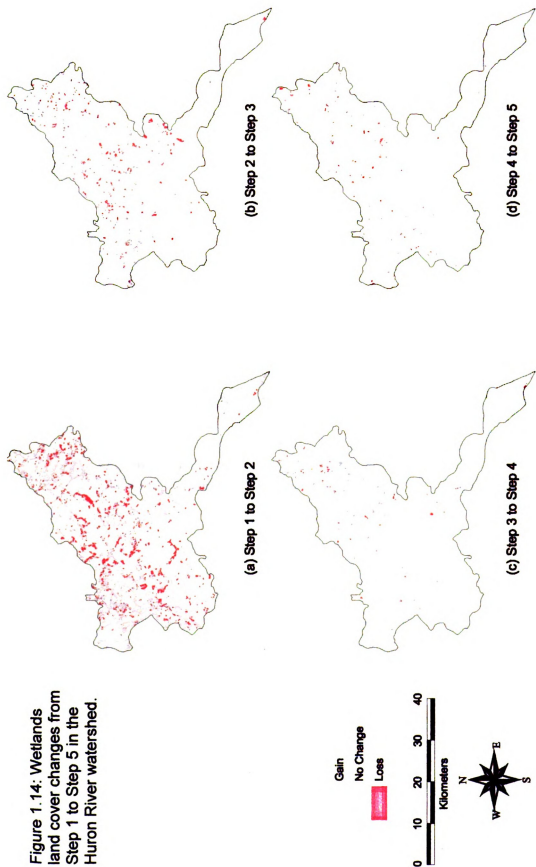 Figure 1.14: Wetlands
land cover changes from
Step 1 to Step 5 in the
Huron River watershed.
(a) Step 1 to Step 2
(b) Step 2 to Step 3
Gain
No Change
Loss
0 10 20 30 40
Kilometers
N
W
E
S
(c) Step 3 to Step 4
(d) Step 4 to Step 5